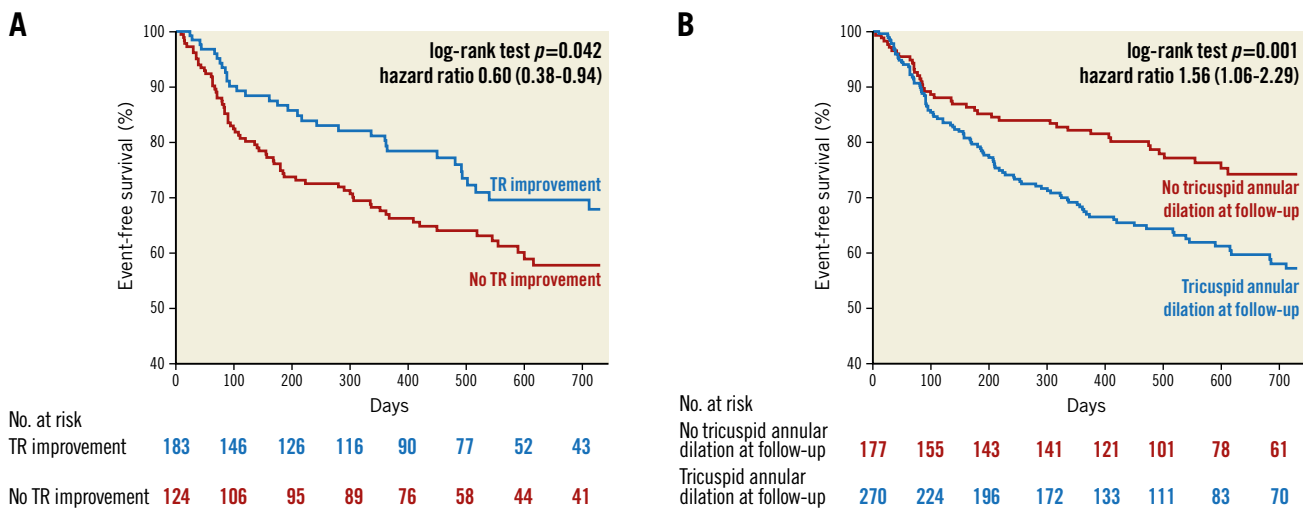 A
log-rank test p=0.042
hazard ratio 0.60 (0.38-0.94)
Event-free survival (%)
100
90
80
70
60
50
40
TR improvement
No TR improvement
0 100 200 300 400 500 600 700
Days
No. at risk
TR improvement 183 146 126 116 90 77 52 43
No TR improvement 124 106 95 89 76 58 44 41
B
log-rank test p=0.001
hazard ratio 1.56 (1.06-2.29)
Event-free survival (%)
100
90
80
70
60
50
40
No tricuspid annular
dilation at follow-up
Tricuspid annular
dilation at follow-up
0 100 200 300 400 500 600 700
Days
No. at risk
No tricuspid annular
dilation at follow-up 177 155 143 141 121 101 78 61
Tricuspid annular
dilation at follow-up 270 224 196 172 133 111 83 70